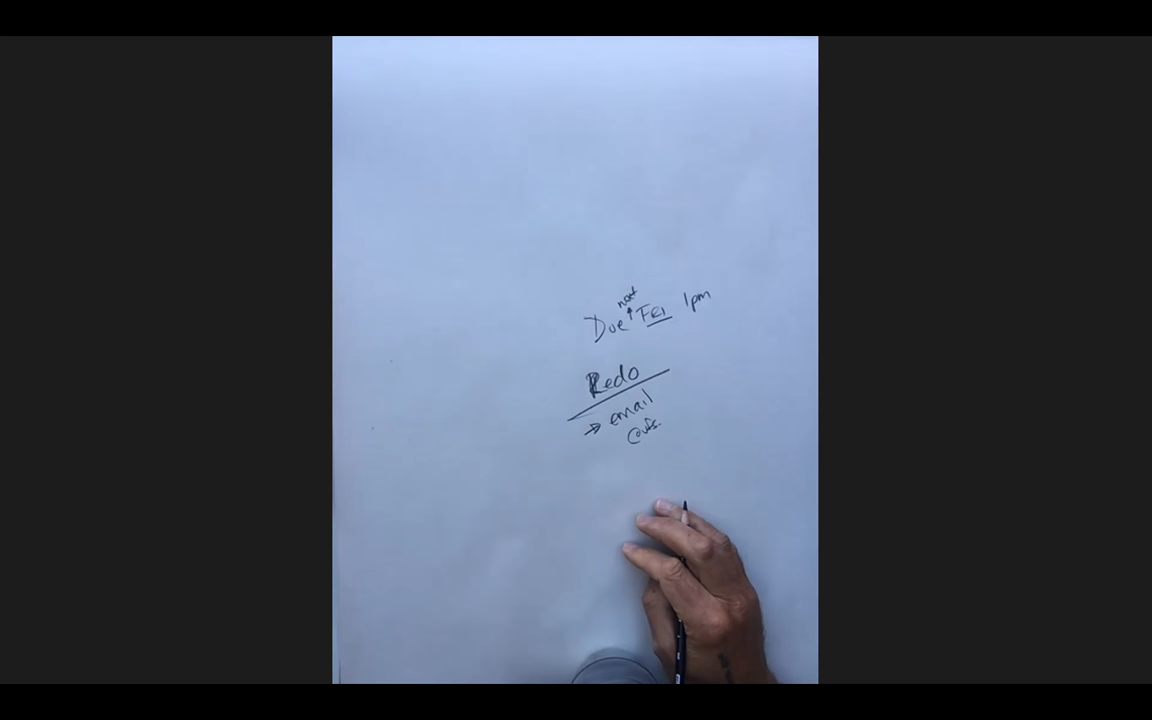 next
Due Fri 1pm
Redo
→ email